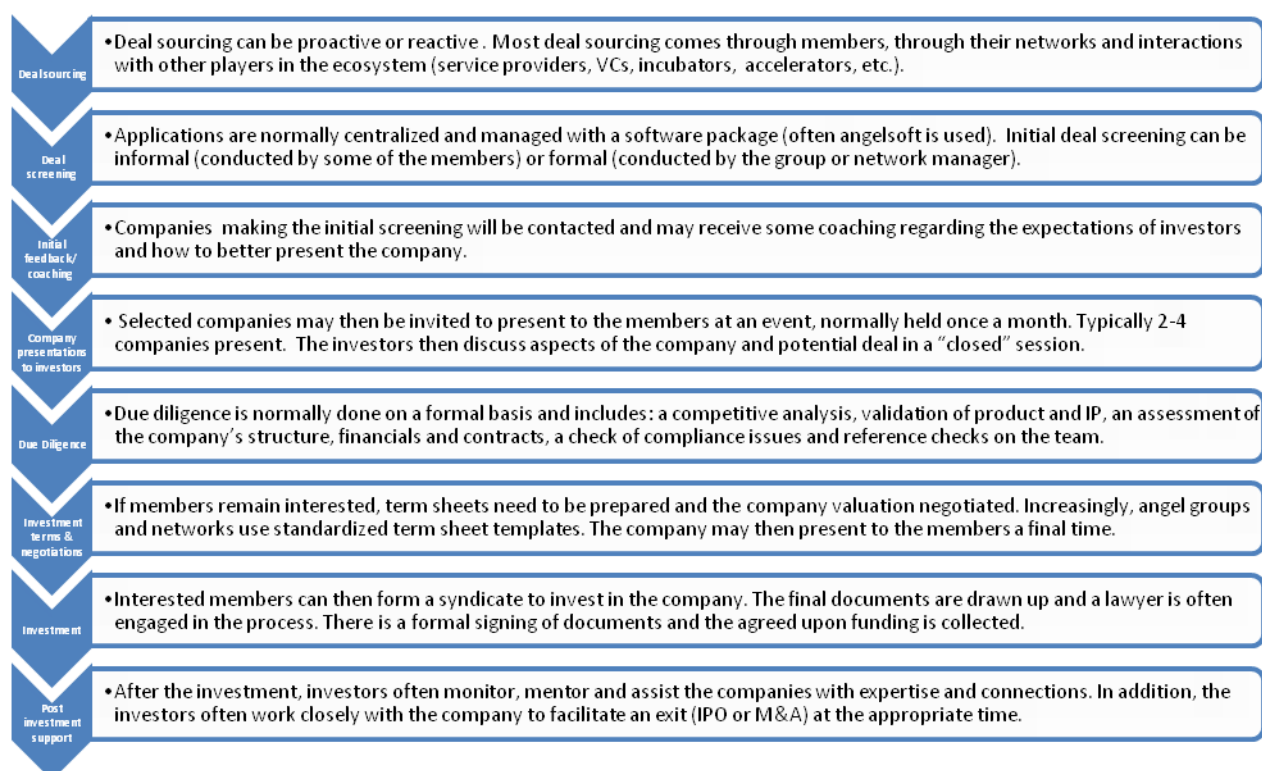 Deal sourcing
•Deal sourcing can be proactive or reactive . Most deal sourcing comes through members, through their networks and interactions
with other players in the ecosystem (service providers, VCs, incubators, accelerators, etc.).
Deal
screening
•Applications are normally centralized and managed with a software package (often angelsoft is used). Initial deal screening can be
informal (conducted by some of the members) or formal (conducted by the group or network manager).
Initial
feedback/
coaching
•Companies making the initial screening will be contacted and may receive some coaching regarding the expectations of investors
and how to better present the company.
Company
presentations
to investors
• Selected companies may then be invited to present to the members at an event, normally held once a month. Typically 2-4
companies present. The investors then discuss aspects of the company and potential deal in a “closed” session.
Due Diligence
•Due diligence is normally done on a formal basis and includes: a competitive analysis, validation of product and IP, an assessment of
the company’s structure, financials and contracts, a check of compliance issues and reference checks on the team.
Investment
terms &
negotiations
•If members remain interested, term sheets need to be prepared and the company valuation negotiated. Increasingly, angel groups
and networks use standardized term sheet templates. The company may then present to the members a final time.
Investment
•Interested members can then form a syndicate to invest in the company. The final documents are drawn up and a lawyer is often
engaged in the process. There is a formal signing of documents and the agreed upon funding is collected.
Post
investment
support
•After the investment, investors often monitor, mentor and assist the companies with expertise and connections. In addition, the
investors often work closely with the company to facilitate an exit (IPO or M&A) at the appropriate time.